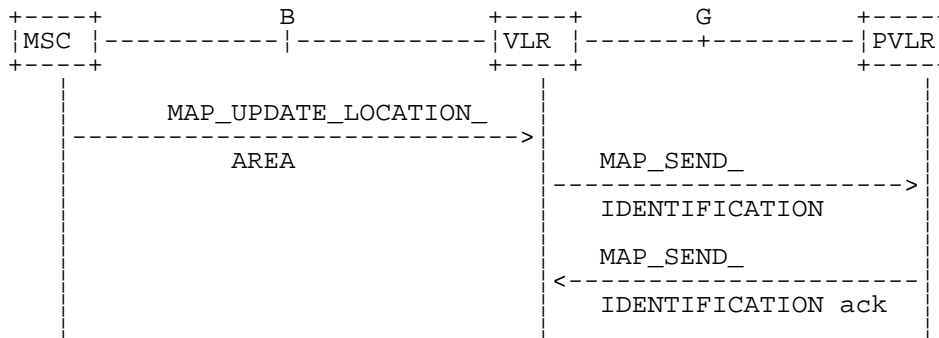 B G
MSC VLR PVLR
MAP_UPDATE_LOCATION_
AREA MAP_SEND_
IDENTIFICATION
MAP_SEND_
IDENTIFICATION ack